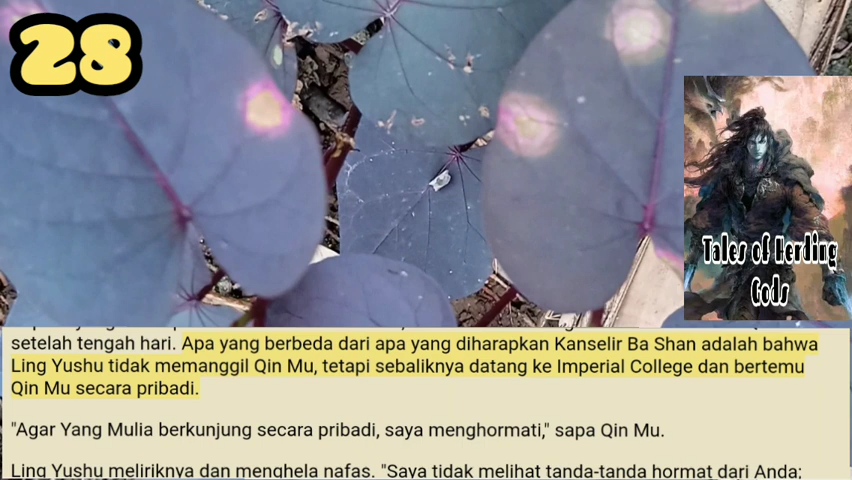 28
Tales of Herding
Gods
setelah tengah hari. Apa yang berbeda dari apa yang diharapkan Kanselir Ba Shan adalah bahwa
Ling Yushu tidak memanggil Qin Mu, tetapi sebaliknya datang ke Imperial College dan bertemu
Qin Mu secara pribadi.
"Agar Yang Mulia berkunjung secara pribadi, saya menghormati," sapa Qin Mu.
Ling Yushu meliriknya dan menghela nafas. "Saya tidak melihat tanda-tanda hormat dari Anda;